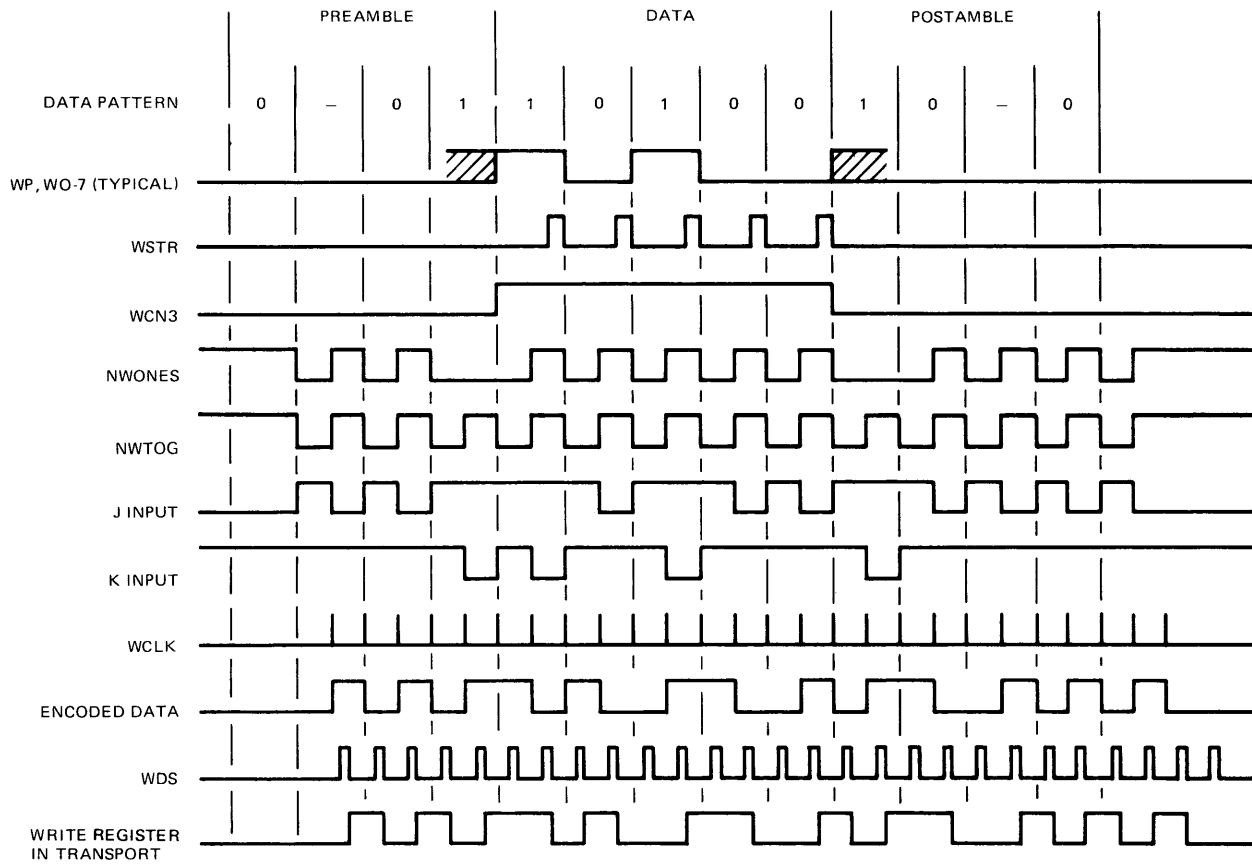 PREAMBLE DATA POSTAMBLE
DATA PATTERN 0 – 0 1 1 0 1 0 0 1 0 – 0
WP, WO-7 (TYPICAL)
WSTR
WCN3
NWONES
NWTOG
J INPUT
K INPUT
WCLK
ENCODED DATA
WDS
WRITE REGISTER
IN TRANSPORT